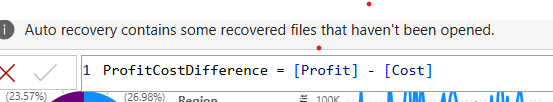 Auto recovery contains some recovered files that haven't been opened.
1 ProfitCostDifference = [Profit] - [Cost]
(23.57%) (26.98%) Region 100K